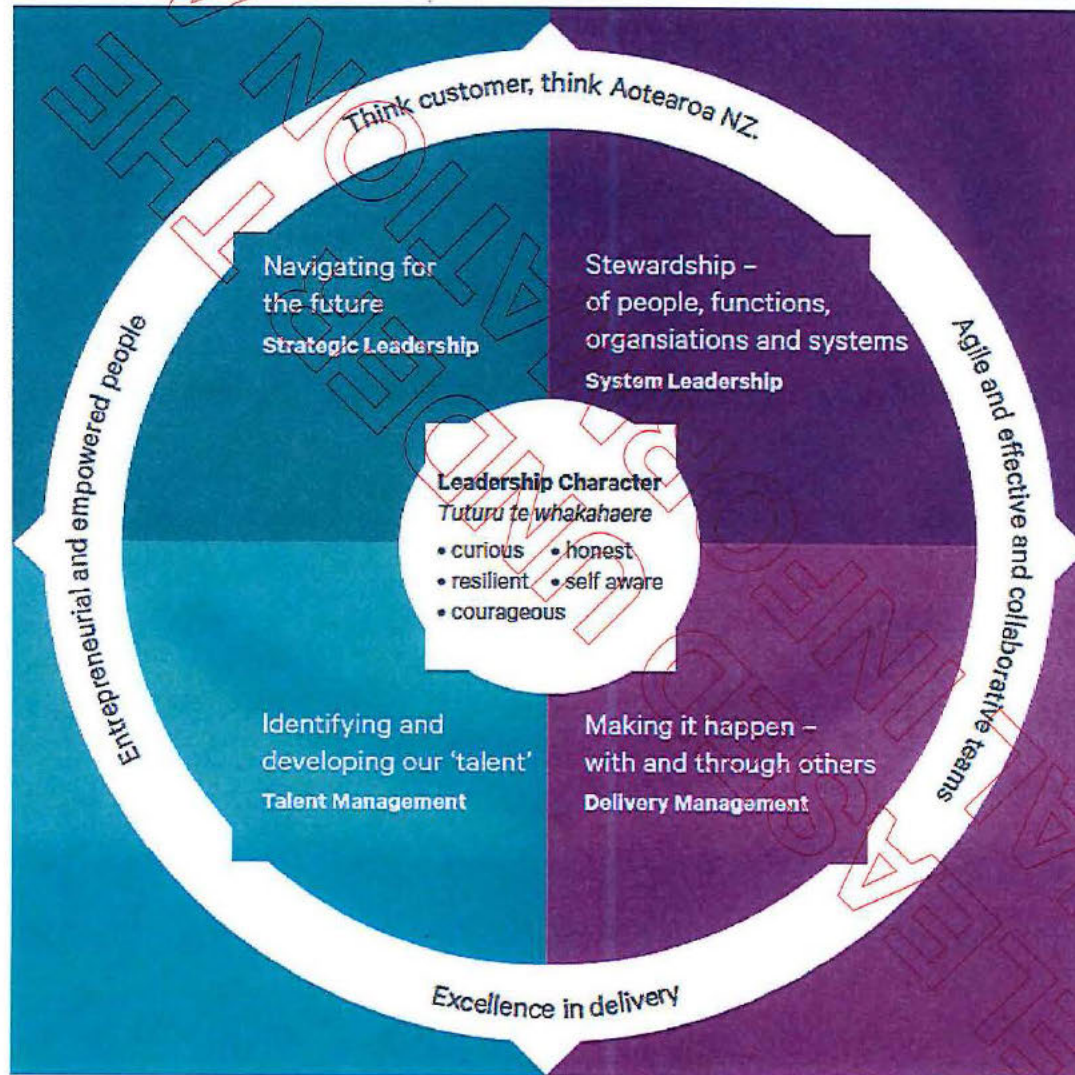 Think customer, think Aotearoa NZ.
Navigating for
the future
Strategic Leadership
Stewardship –
of people, functions,
organsiations and systems
System Leadership
Entrepreneurial and empowered people
Agile and effective and collaborative teams
Leadership Character
Tuturu te whakahaere
• curious • honest
• resilient • self aware
• courageous
Identifying and
developing our ‘talent’
Talent Management
Making it happen –
with and through others
Delivery Management
Excellence in delivery
THE
UNDER